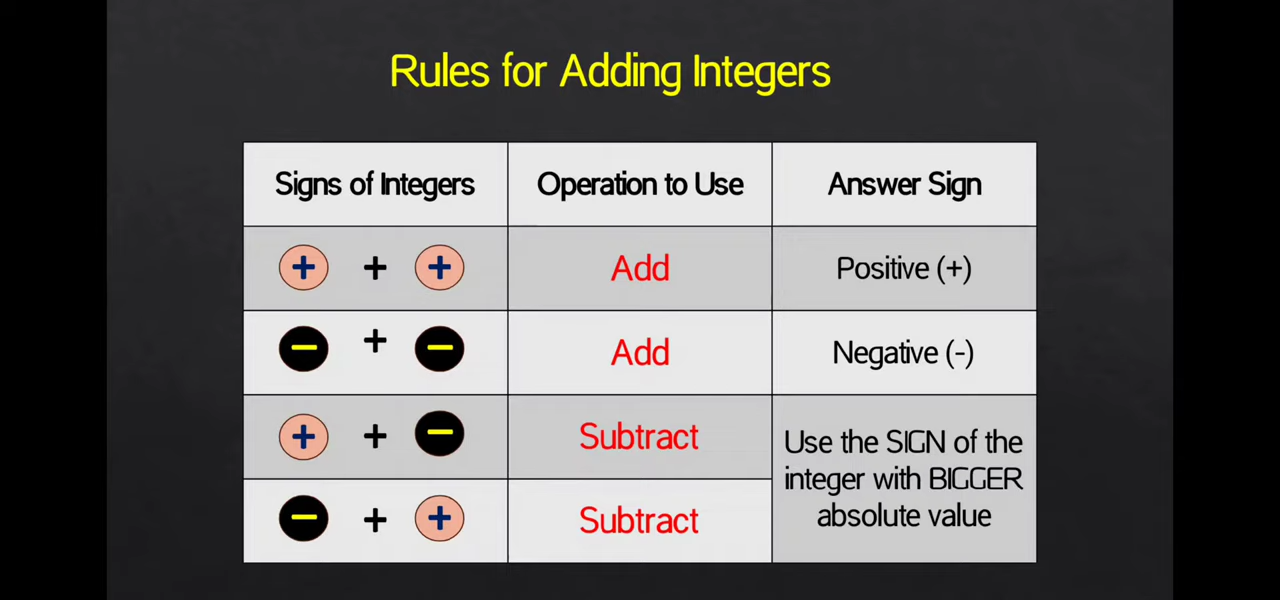 Rules for Adding Integers
Signs of Integers Operation to Use Answer Sign
+ + + Add Positive (+)
− + − Add Negative (-)
+ + − Subtract
− + + Subtract
Use the SIGN of the
integer with BIGGER
absolute value